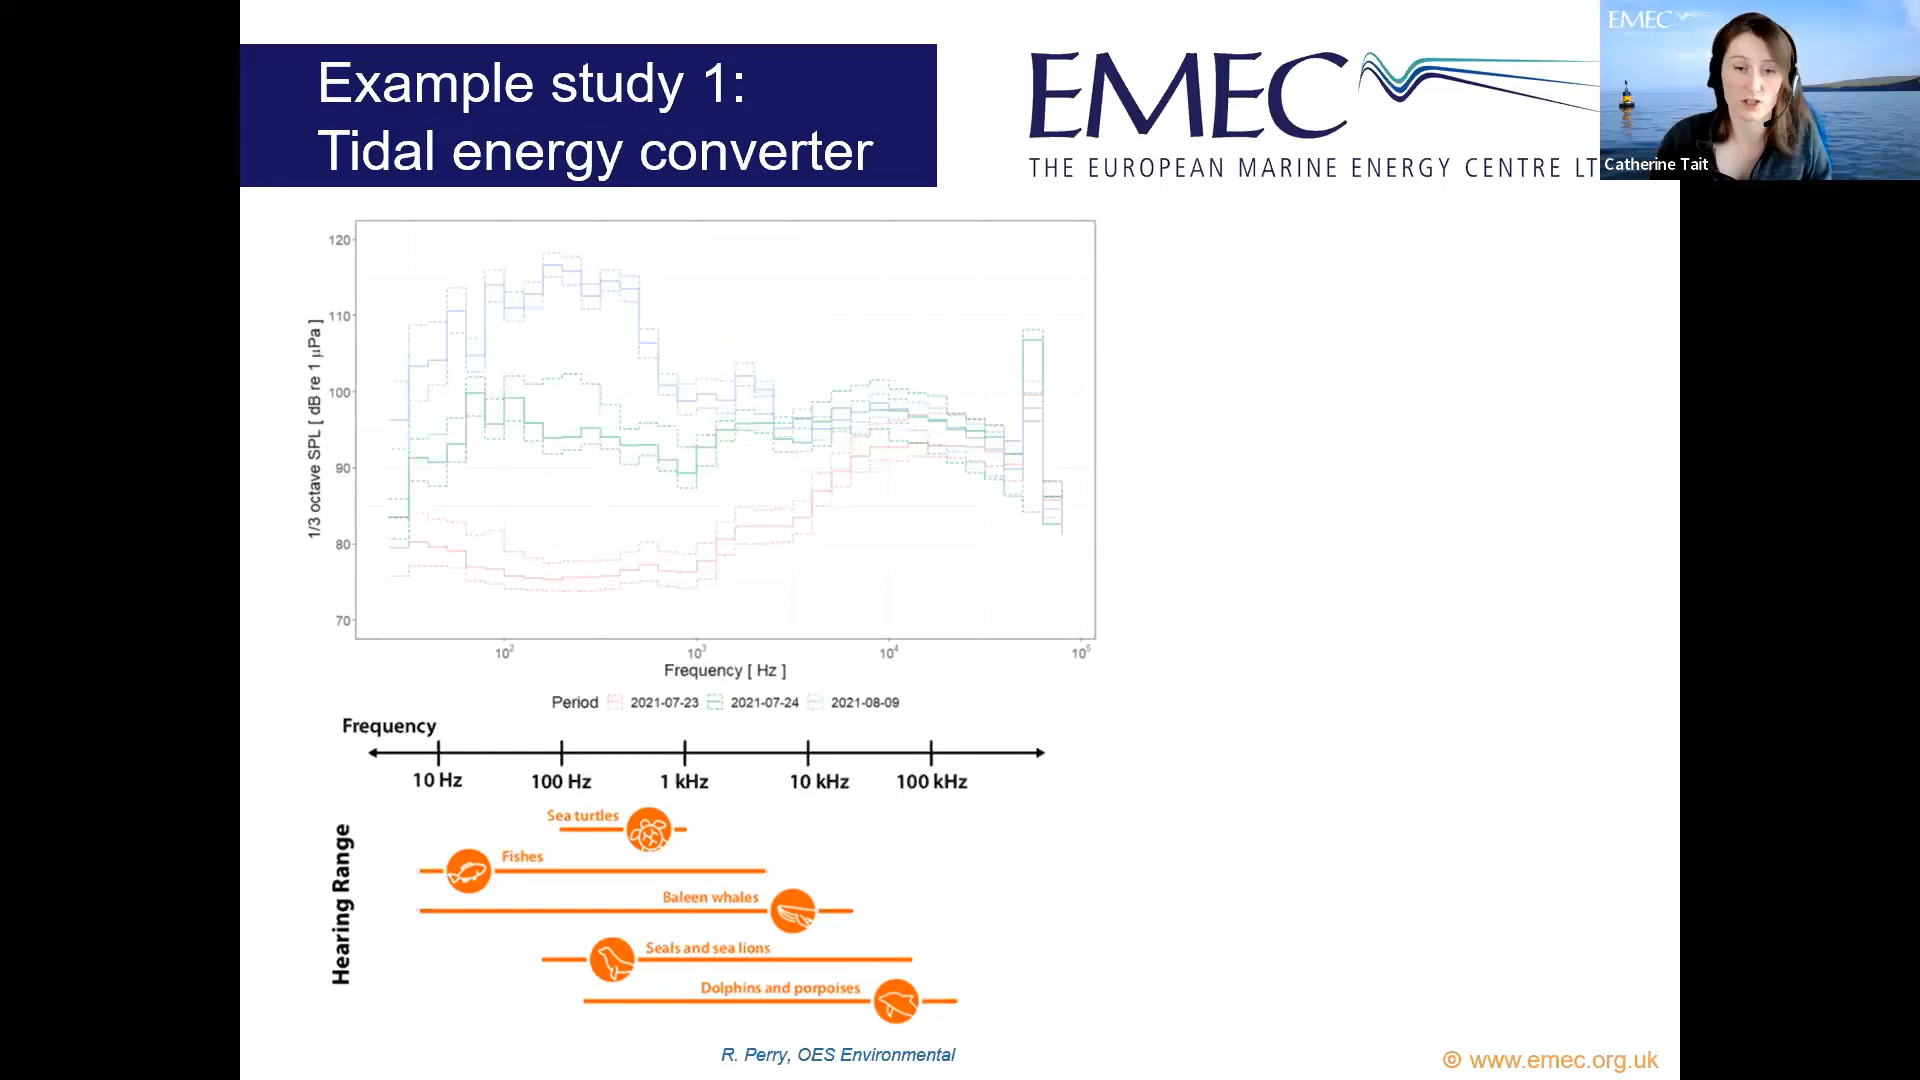 Example study 1:
Tidal energy converter
EMEC
THE EUROPEAN MARINE ENERGY CENTRE LT
EMEC
Catherine Tait
120
110
100
90
80
70
1/3 octave SPL [ dB re 1 μPa ]
10² 10³ 10⁴ 10⁵
Frequency [ Hz ]
Period 2021-07-23 2021-07-24 2021-08-09
Frequency
10 Hz 100 Hz 1 kHz 10 kHz 100 kHz
Hearing Range
Sea turtles
Fishes
Baleen whales
Seals and sea lions
Dolphins and porpoises
R. Perry, OES Environmental
© www.emec.org.uk